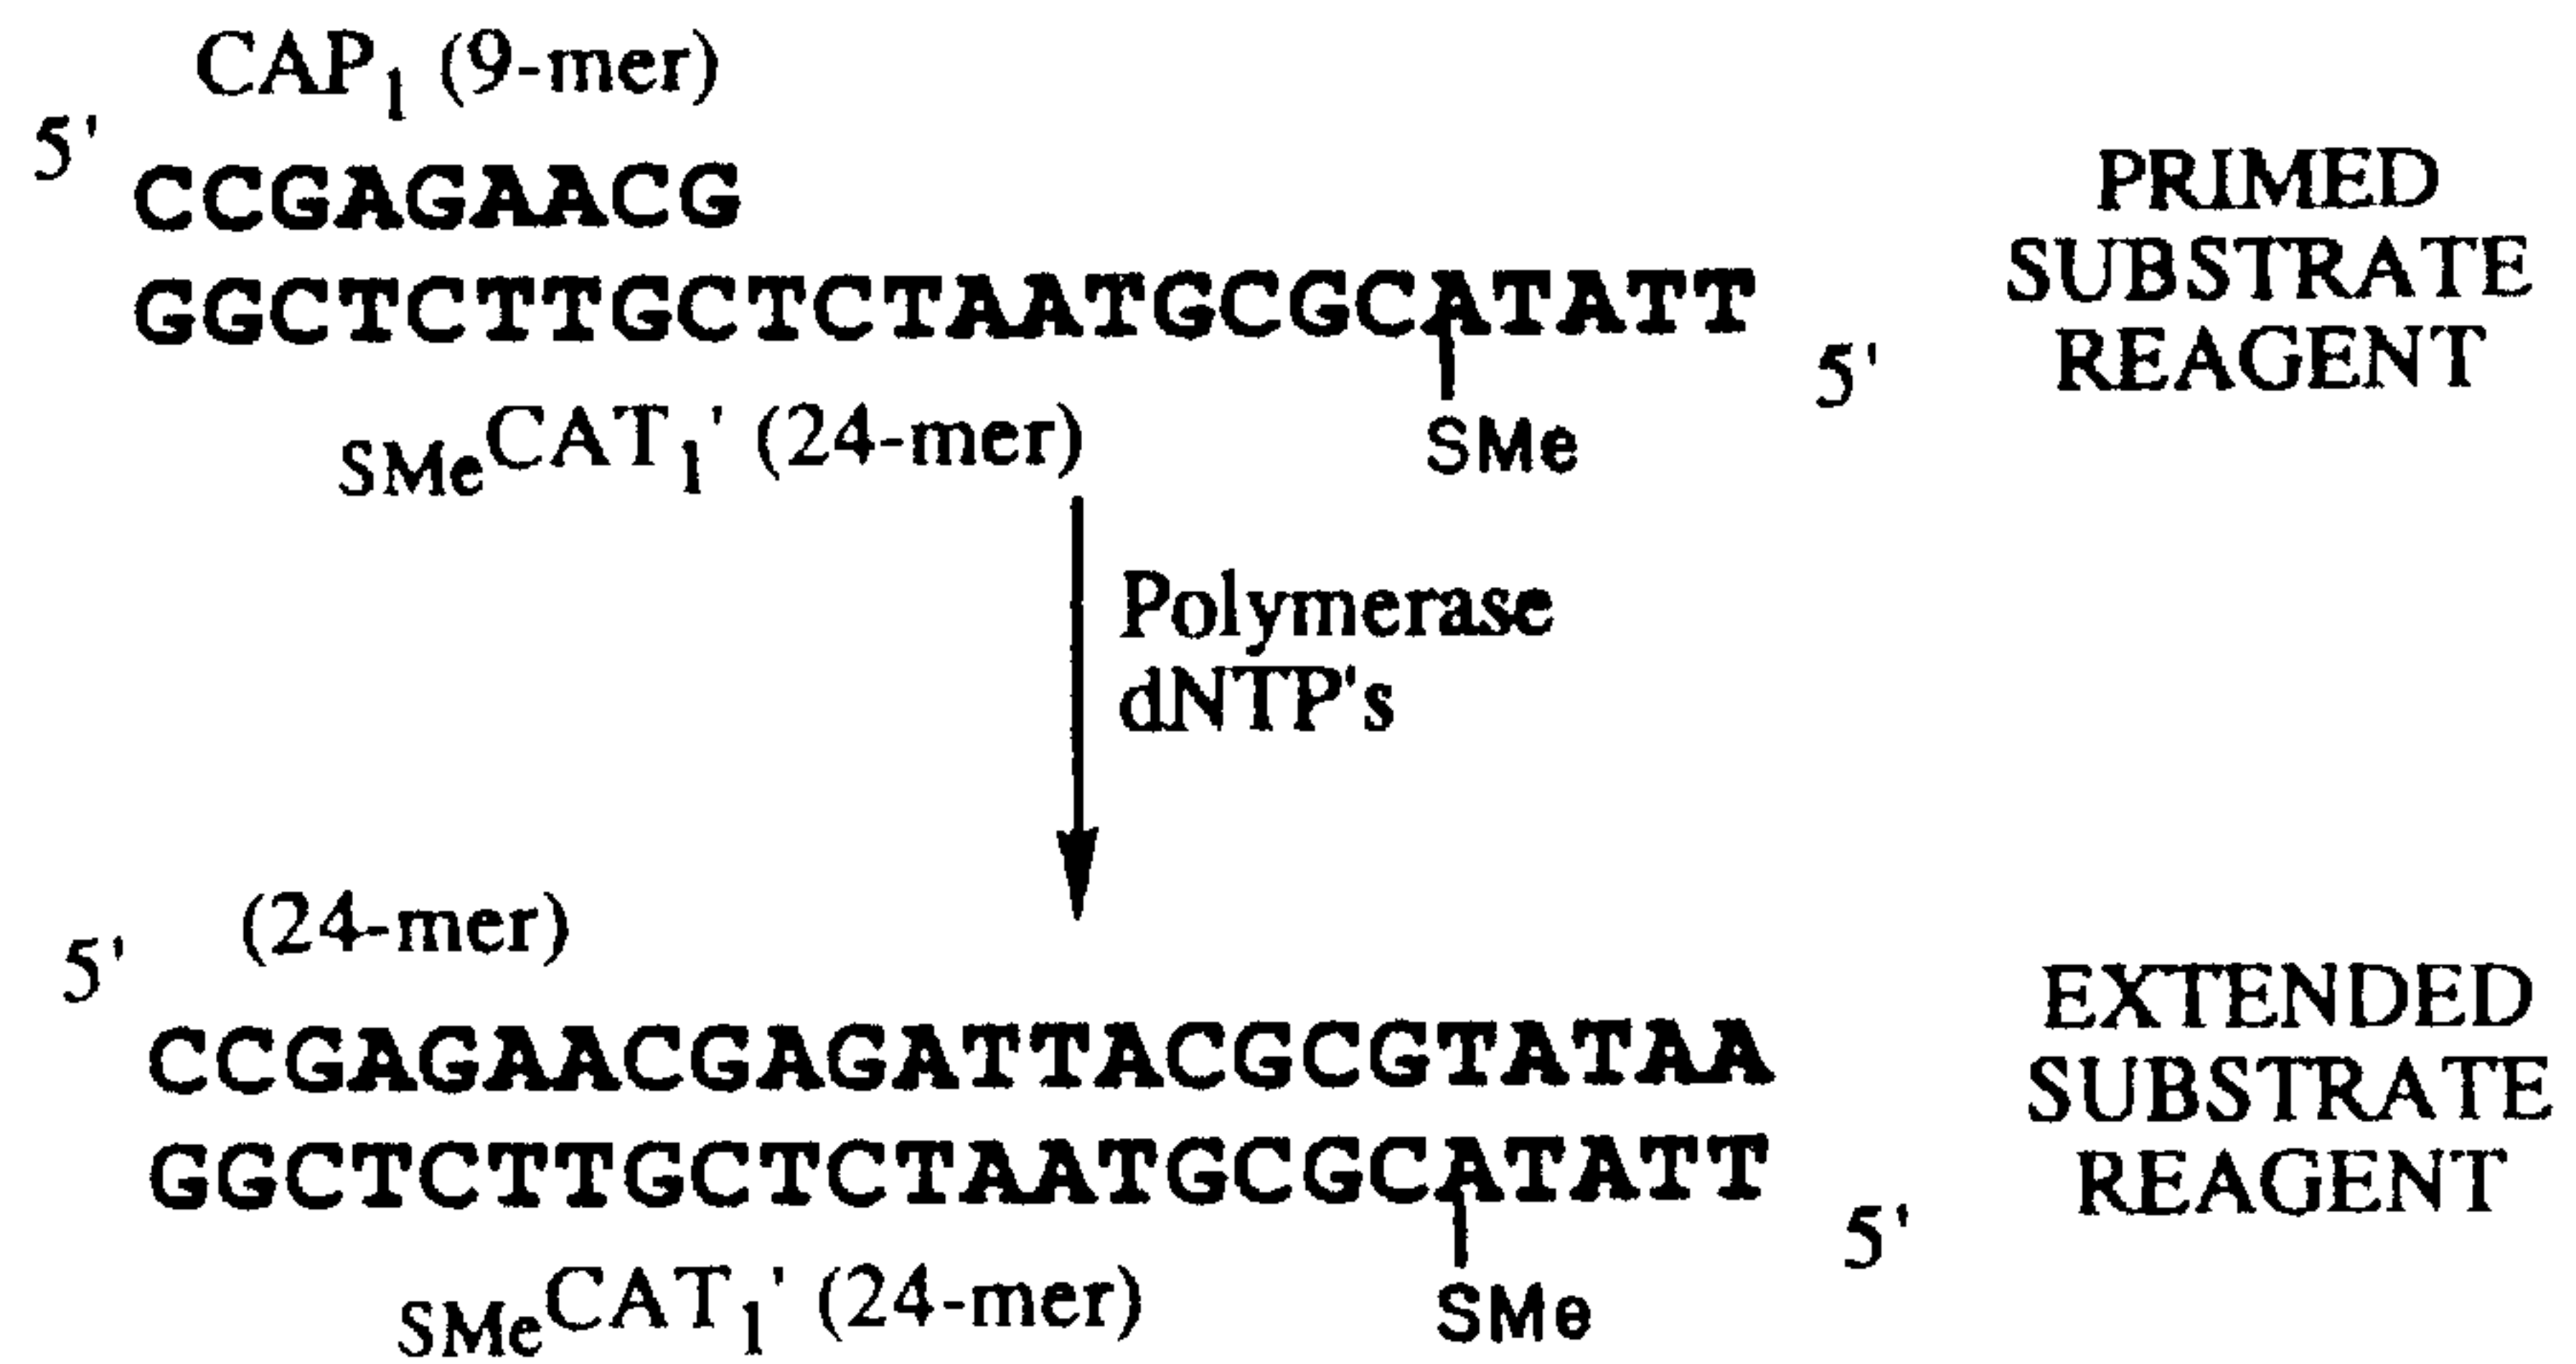 CAP1 (9-mer)
5'
CCGAGAACG
GGCTCTTGCTCTAATGCGCATATT
5'
SMeCAT1' (24-mer)
SMe
PRIMED
SUBSTRATE
REAGENT
Polymerase
dNTP's
(24-mer)
5'
CCGAGAACGAGATTACGCGTATAA
GGCTCTTGCTCTAATGCGCATATT
5'
SMeCAT1' (24-mer)
SMe
EXTENDED
SUBSTRATE
REAGENT